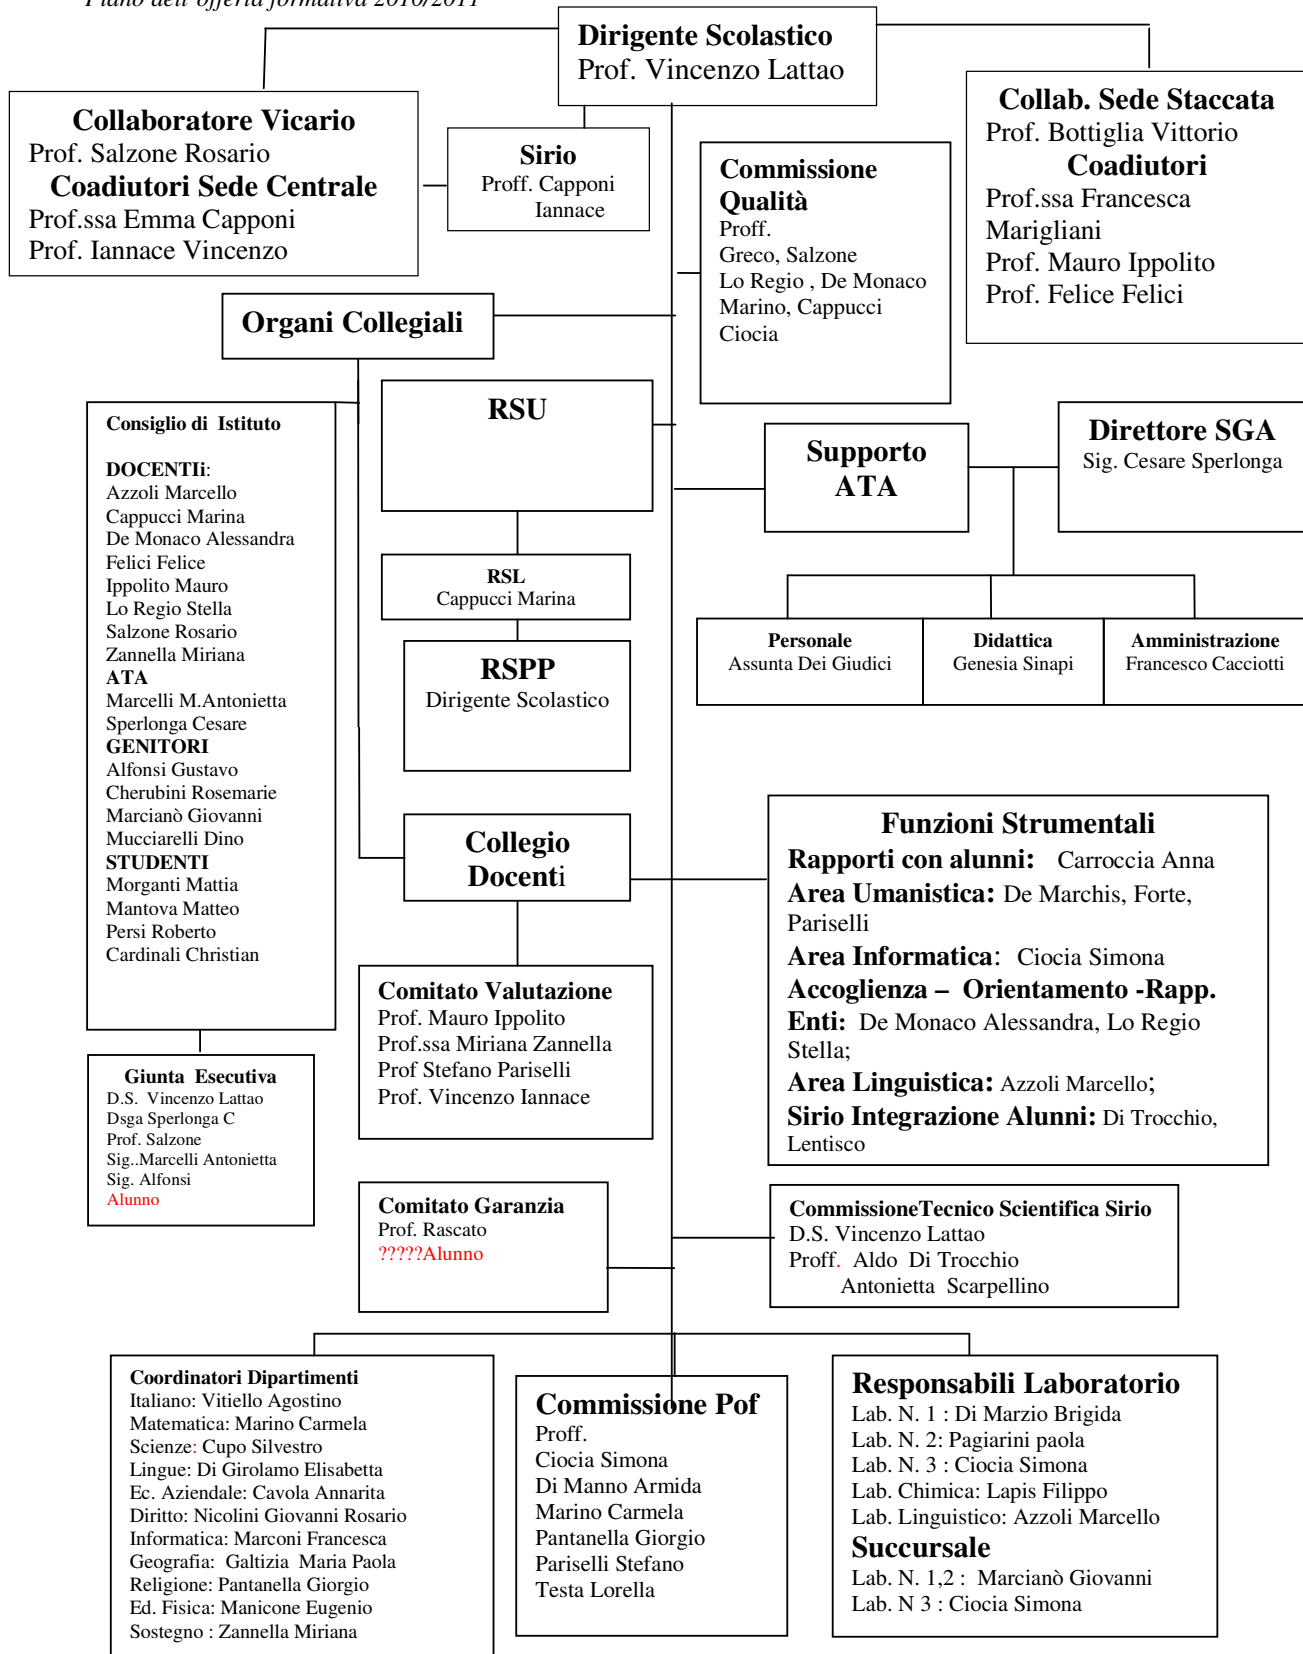 Piano dell'offerta formativa 2010/2011
Dirigente Scolastico
Prof. Vincenzo Lattao
Collaboratore Vicario
Prof. Salzone Rosario
Coadiutori Sede Centrale
Prof.ssa Emma Capponi
Prof. Iannace Vincenzo
Sirio
Proff. Capponi
Iannace
Commissione
Qualità
Proff.
Greco, Salzone
Lo Regio , De Monaco
Marino, Cappucci
Ciocia
Collab. Sede Staccata
Prof. Bottiglia Vittorio
Coadiutori
Prof.ssa Francesca
Marigliani
Prof. Mauro Ippolito
Prof. Felice Felici
Organi Collegiali
RSU
Supporto
ATA
Direttore SGA
Sig. Cesare Sperlonga
Consiglio di Istituto
DOCENTIi:
Azzoli Marcello
Cappucci Marina
De Monaco Alessandra
Felici Felice
Ippolito Mauro
Lo Regio Stella
Salzone Rosario
Zannella Miriana
ATA
Marcelli M.Antonietta
Sperlonga Cesare
GENITORI
Alfonsi Gustavo
Cherubini Rosemarie
Marcianò Giovanni
Mucciarelli Dino
STUDENTI
Morganti Mattia
Mantova Matteo
Persi Roberto
Cardinali Christian
RSL
Cappucci Marina
RSPP
Dirigente Scolastico
Personale
Assunta Dei Giudici
Didattica
Genesia Sinapi
Amministrazione
Francesco Cacciotti
Collegio
Docenti
Funzioni Strumentali
Rapporti con alunni: Carroccia Anna
Area Umanistica: De Marchis, Forte,
Pariselli
Area Informatica: Ciocia Simona
Accoglienza – Orientamento -Rapp.
Enti: De Monaco Alessandra, Lo Regio
Stella;
Area Linguistica: Azzoli Marcello;
Sirio Integrazione Alunni: Di Trocchio,
Lentisco
Comitato Valutazione
Prof. Mauro Ippolito
Prof.ssa Miriana Zannella
Prof Stefano Pariselli
Prof. Vincenzo Iannace
Giunta Esecutiva
D.S. Vincenzo Lattao
Dsga Sperlonga C
Prof. Salzone
Sig..Marcelli Antonietta
Sig. Alfonsi
Alunno
Comitato Garanzia
Prof. Rascato
?????Alunno
CommissioneTecnico Scientifica Sirio
D.S. Vincenzo Lattao
Proff. Aldo Di Trocchio
Antonietta Scarpellino
Coordinatori Dipartimenti
Italiano: Vitiello Agostino
Matematica: Marino Carmela
Scienze: Cupo Silvestro
Lingue: Di Girolamo Elisabetta
Ec. Aziendale: Cavola Annarita
Diritto: Nicolini Giovanni Rosario
Informatica: Marconi Francesca
Geografia: Galtizia Maria Paola
Religione: Pantanella Giorgio
Ed. Fisica: Manicone Eugenio
Sostegno : Zannella Miriana
Commissione Pof
Proff.
Ciocia Simona
Di Manno Armida
Marino Carmela
Pantanella Giorgio
Pariselli Stefano
Testa Lorella
Responsabili Laboratorio
Lab. N. 1 : Di Marzio Brigida
Lab. N. 2: Pagiarini paola
Lab. N. 3 : Ciocia Simona
Lab. Chimica: Lapis Filippo
Lab. Linguistico: Azzoli Marcello
Succursale
Lab. N. 1,2 : Marcianò Giovanni
Lab. N 3 : Ciocia Simona